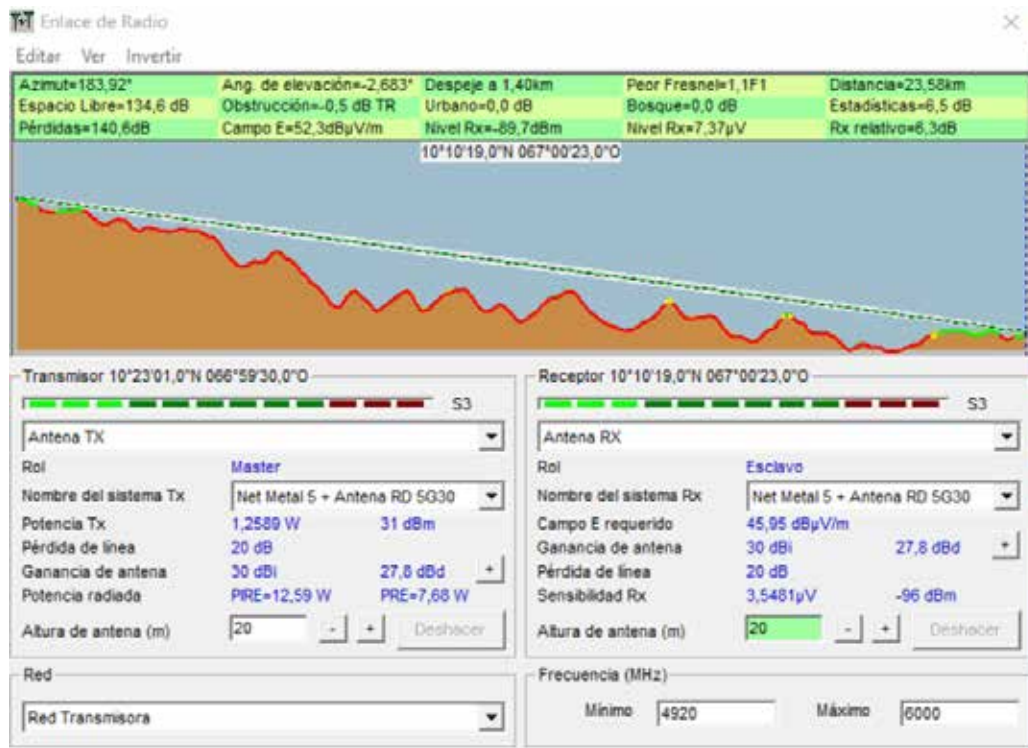 Enlace de Radio
Editar Ver Invertir
Azimut=183,92° Ang. de elevación=-2,683° Despeje a 1,40km Peor Fresnel=1,1F1 Distancia=23,58km
Espacio Libre=134,6 dB Obstrucción=-0,5 dB TR Urbano=0,0 dB Bosque=0,0 dB Estadísticas=6,5 dB
Pérdidas=140,6dB Campo E=52,3dBµV/m Nivel Rx=-89,7dBm Nivel Rx=7,37µV Rx relativo=6,3dB
10°10'19,0"N 067°00'23,0"O
Transmisor 10°23'01,0"N 066°59'30,0"O
S3
Antena TX
Rol Master
Nombre del sistema Tx Net Metal 5 + Antena RD 5G30
Potencia Tx 1,2589 W 31 dBm
Pérdida de línea 20 dB
Ganancia de antena 30 dBi 27,8 dBd +
Potencia radiada PIRE=12,59 W PRE=7,68 W
Altura de antena (m) 20 - + Deshacer
Red
Red Transmisora
Receptor 10°10'19,0"N 067°00'23,0"O
S3
Antena RX
Rol Esclavo
Nombre del sistema Rx Net Metal 5 + Antena RD 5G30
Campo E requerido 45,95 dBµV/m
Ganancia de antena 30 dBi 27,8 dBd +
Pérdida de línea 20 dB
Sensibilidad Rx 3,5481µV -96 dBm
Altura de antena (m) 20 - + Deshacer
Frecuencia (MHz)
Mínimo 4920 Máximo 6000